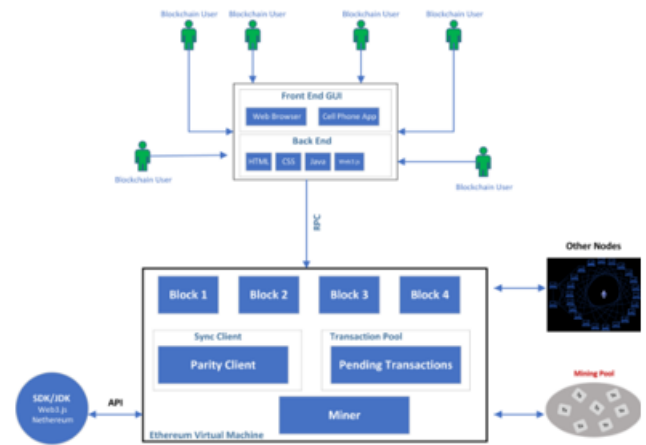 Blockchain User
Blockchain User
Blockchain User
Blockchain User
Front End GUI
Web Browser
Cell Phone App
Back End
HTML
CSS
Java
Web3.js
Blockchain User
Blockchain User
RPC
Other Nodes
Block 1
Block 2
Block 3
Block 4
Sync Client
Parity Client
Transaction Pool
Pending Transactions
Mining Pool
SDK/JDK
Web3.js
Nethereum
API
Miner
Ethereum Virtual Machine